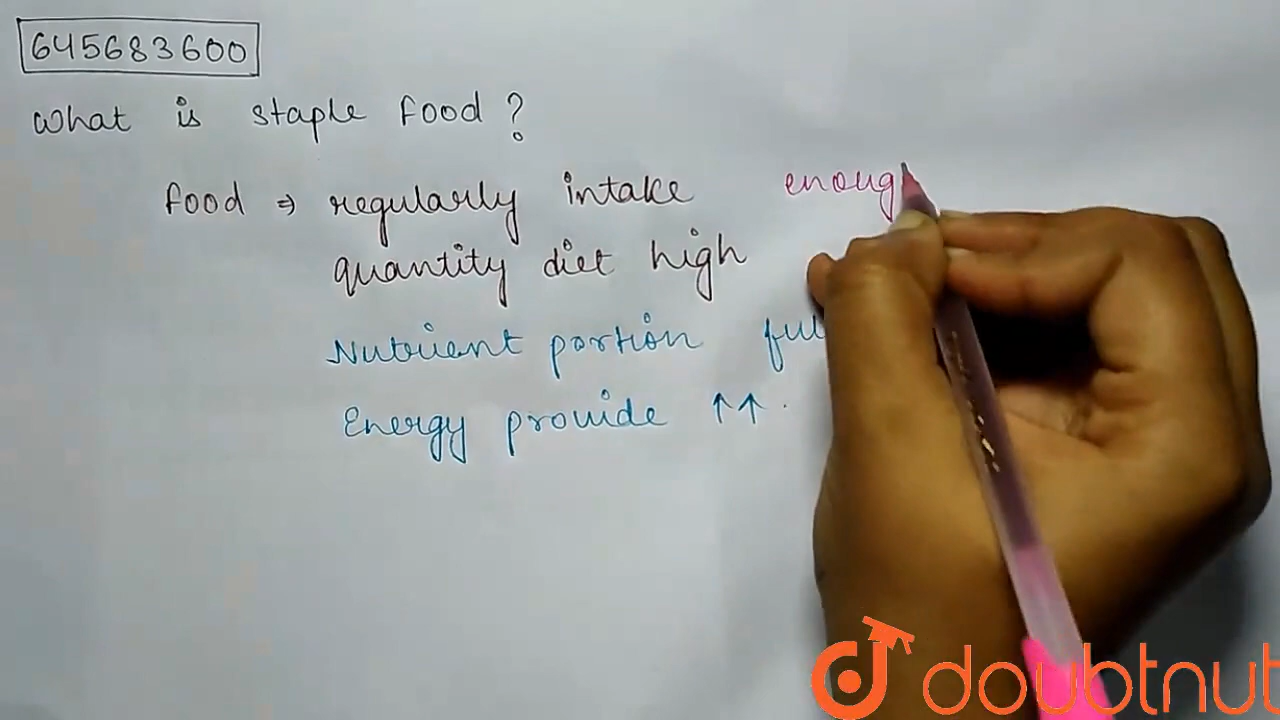 645683600
What is staple food ?
food ⇒ regularly intake enoug
quantity diet high
Nutrient portion ful
Energy provide ↑↑ .
doubtnut